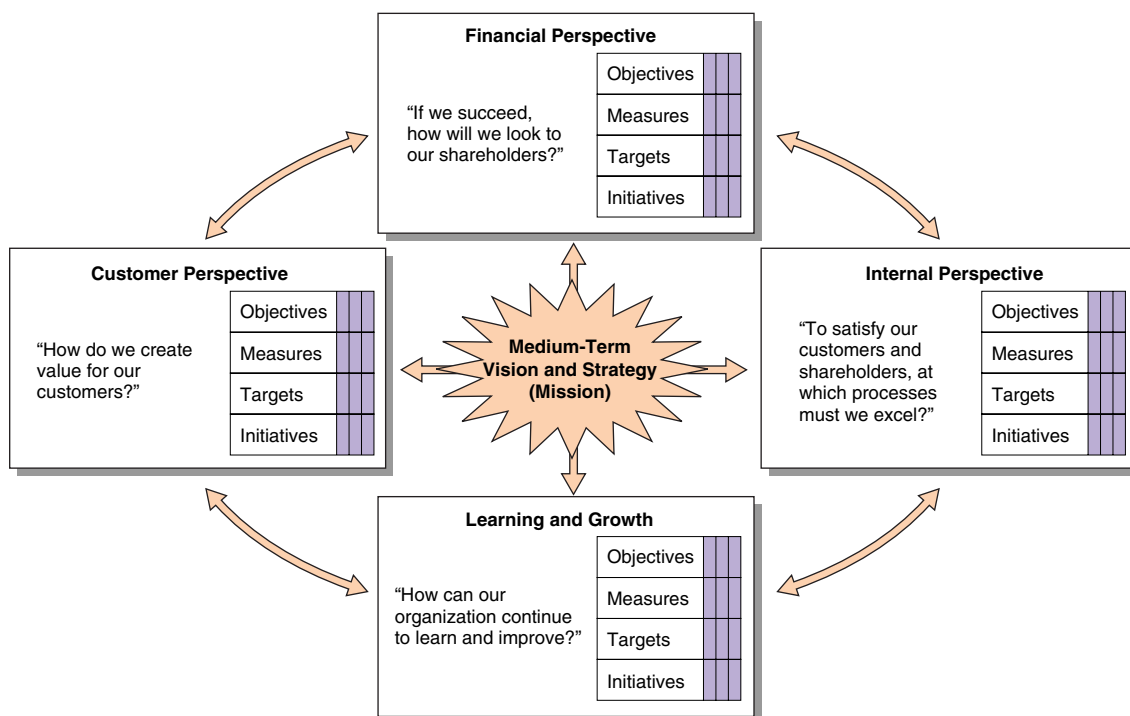 Financial Perspective
“If we succeed,
how will we look to
our shareholders?”
Objectives
Measures
Targets
Initiatives
Customer Perspective
“How do we create
value for our
customers?”
Objectives
Measures
Targets
Initiatives
Medium-Term
Vision and Strategy
(Mission)
Internal Perspective
“To satisfy our
customers and
shareholders, at
which processes
must we excel?”
Objectives
Measures
Targets
Initiatives
Learning and Growth
“How can our
organization continue
to learn and improve?”
Objectives
Measures
Targets
Initiatives